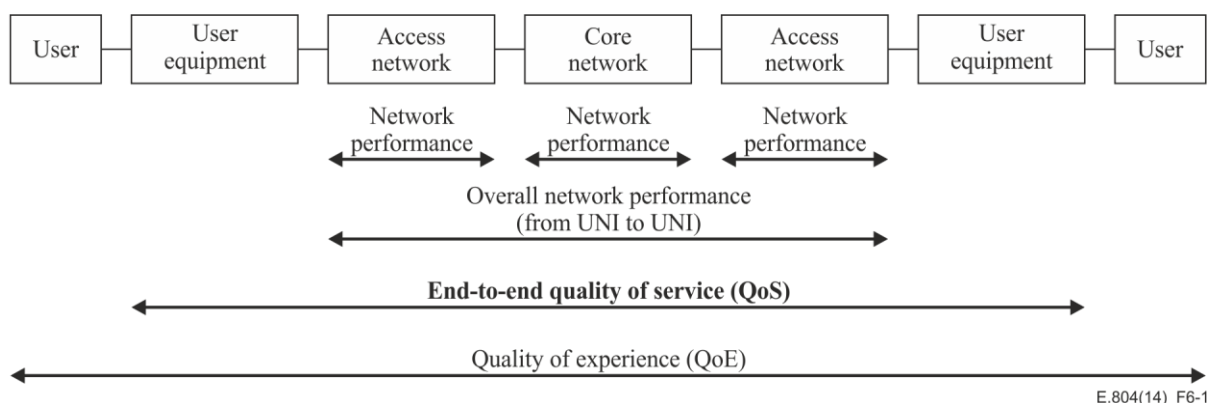 User
User
equipment
Access
network
Core
network
Access
network
User
equipment
User
Network
performance
Network
performance
Network
performance
Overall network performance
(from UNI to UNI)
End-to-end quality of service (QoS)
Quality of experience (QoE)
E.804(14)_F6-1